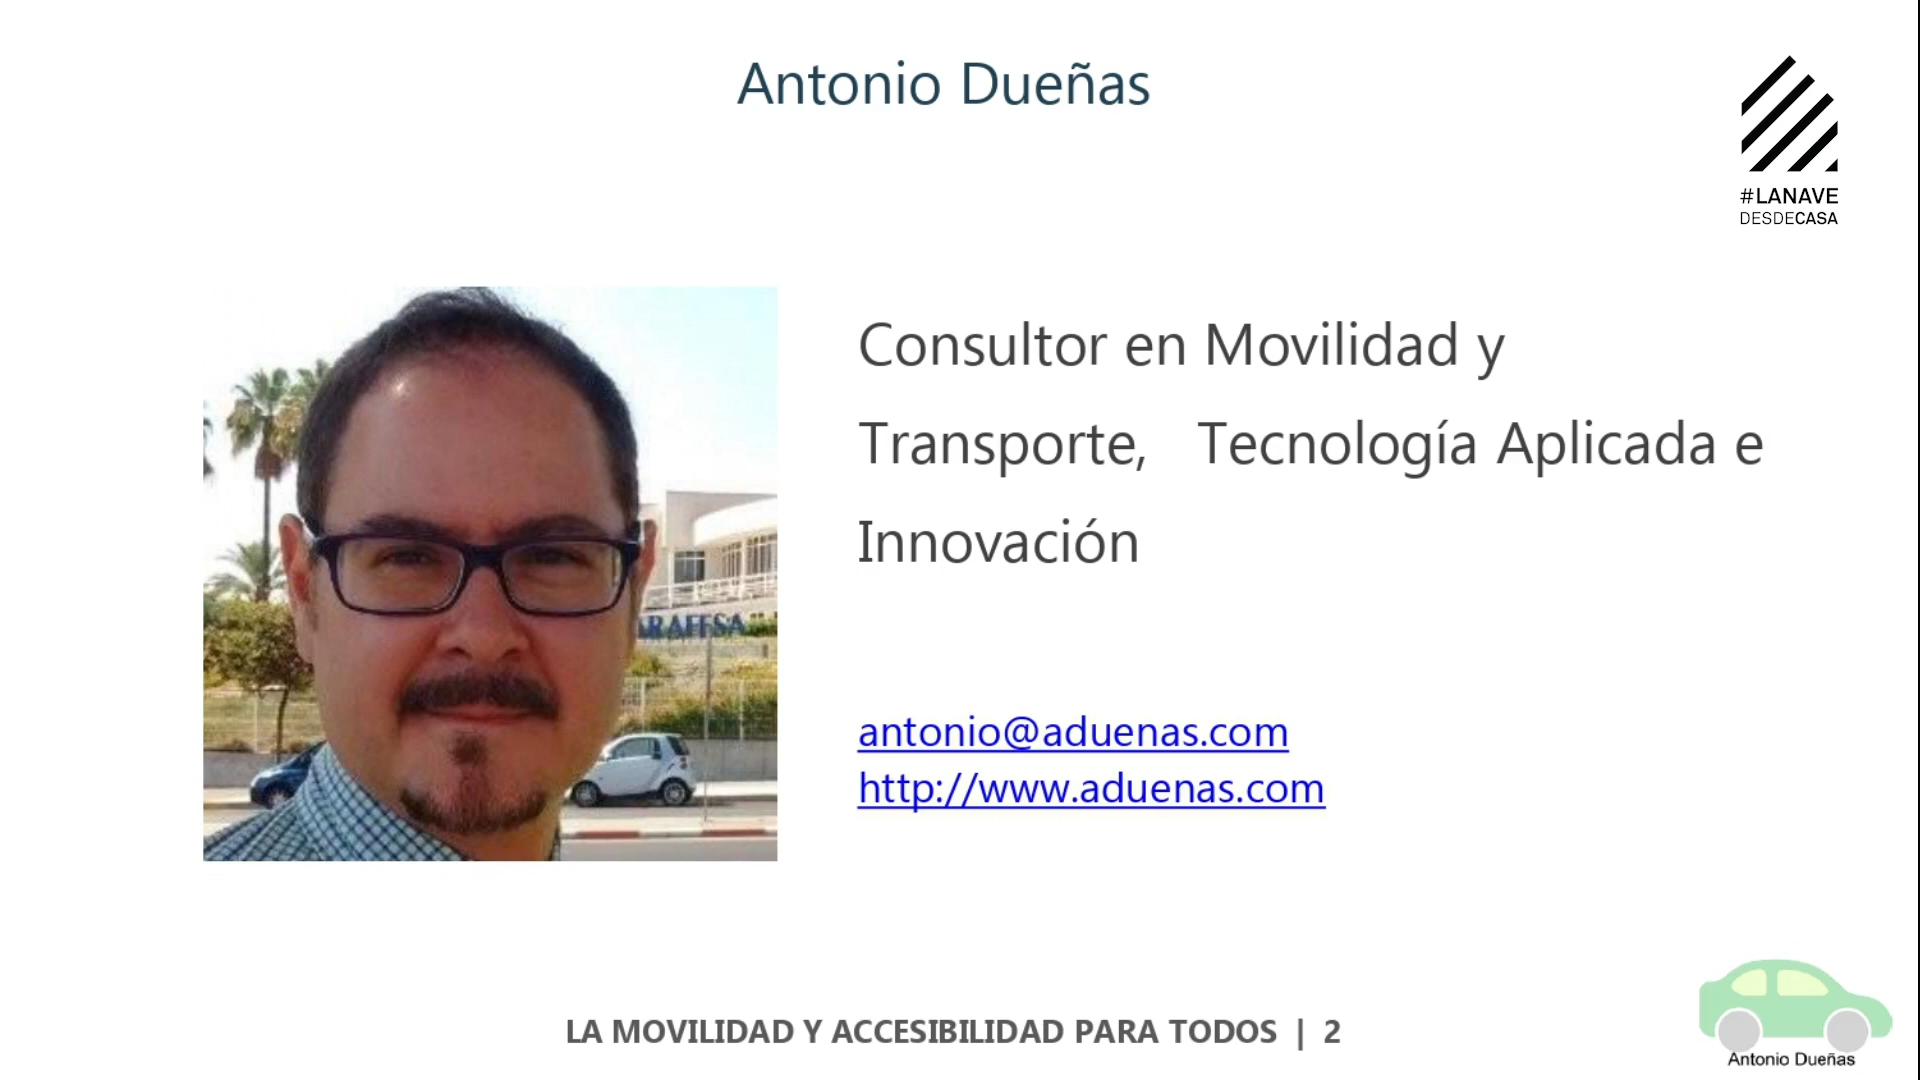 Antonio Dueñas
#LANAVE
DESDECASA
Consultor en Movilidad y
Transporte, Tecnología Aplicada e
Innovación
antonio@aduenas.com
http://www.aduenas.com
LA MOVILIDAD Y ACCESIBILIDAD PARA TODOS | 2
Antonio Dueñas